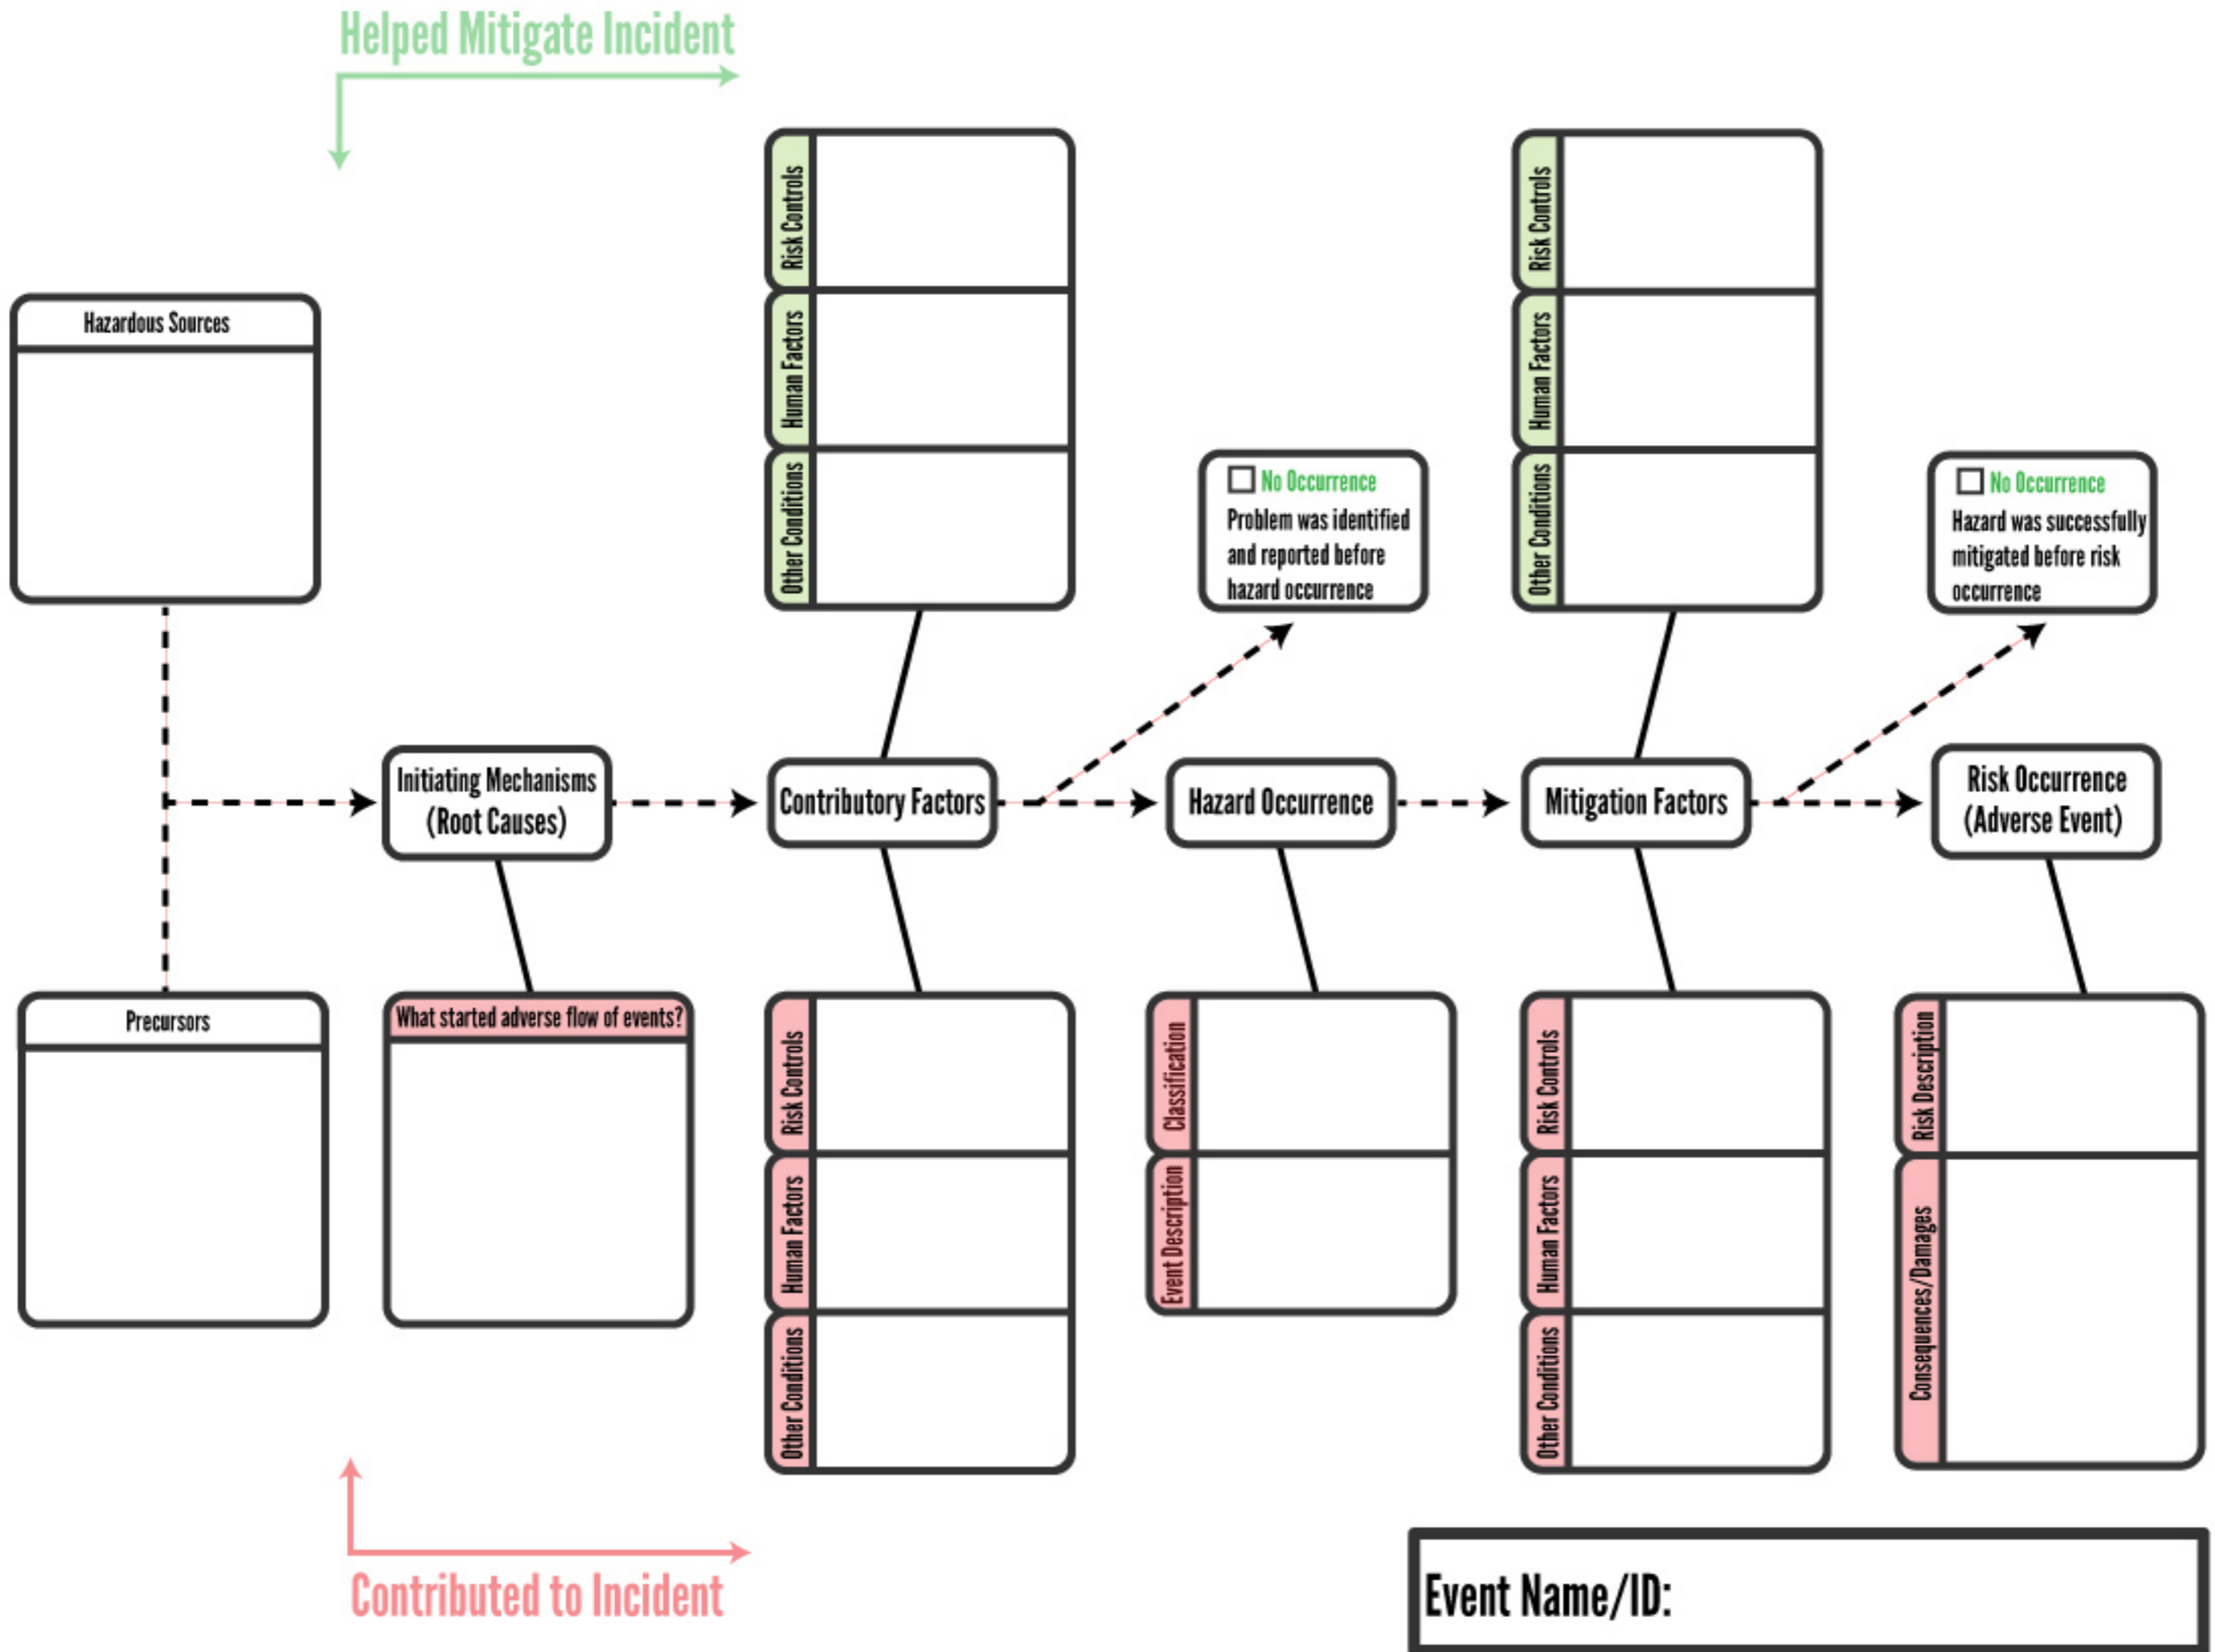 Helped Mitigate Incident
Risk Controls
Human Factors
Other Conditions
Risk Controls
Human Factors
Other Conditions
Hazardous Sources
No Occurrence
Problem was identified
and reported before
hazard occurrence
No Occurrence
Hazard was successfully
mitigated before risk
occurrence
Initiating Mechanisms
(Root Causes)
Contributory Factors
Hazard Occurrence
Mitigation Factors
Risk Occurrence
(Adverse Event)
Precursors
What started adverse flow of events?
Risk Controls
Human Factors
Other Conditions
Classification
Event Description
Risk Controls
Human Factors
Other Conditions
Risk Description
Consequences/Damages
Contributed to Incident
Event Name/ID: